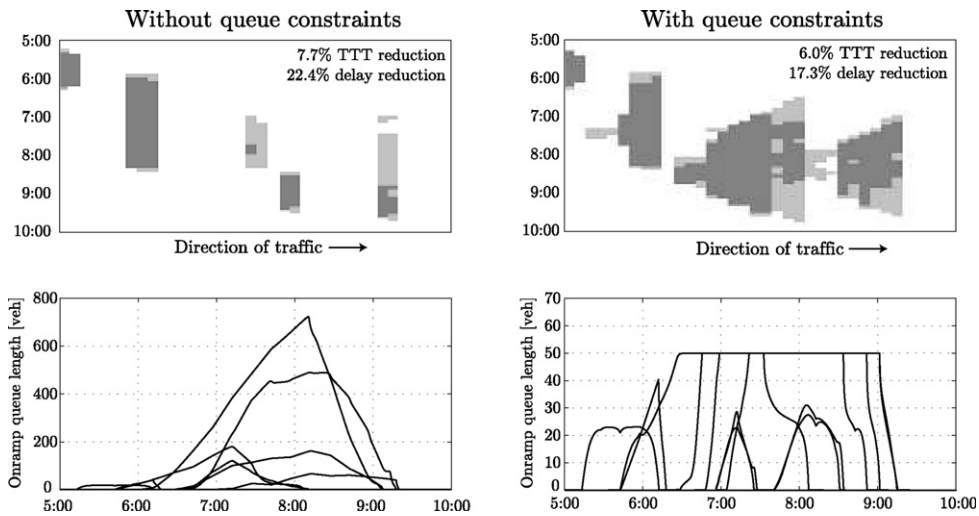 Without queue constraints
5:00
6:00
7:00
8:00
9:00
10:00
7.7% TTT reduction
22.4% delay reduction
Direction of traffic
With queue constraints
5:00
6:00
7:00
8:00
9:00
10:00
6.0% TTT reduction
17.3% delay reduction
Direction of traffic
Onramp queue length [veh]
800
600
400
200
0
5:00 6:00 7:00 8:00 9:00 10:00
Onramp queue length [veh]
70
60
50
40
30
20
10
0
5:00 6:00 7:00 8:00 9:00 10:00